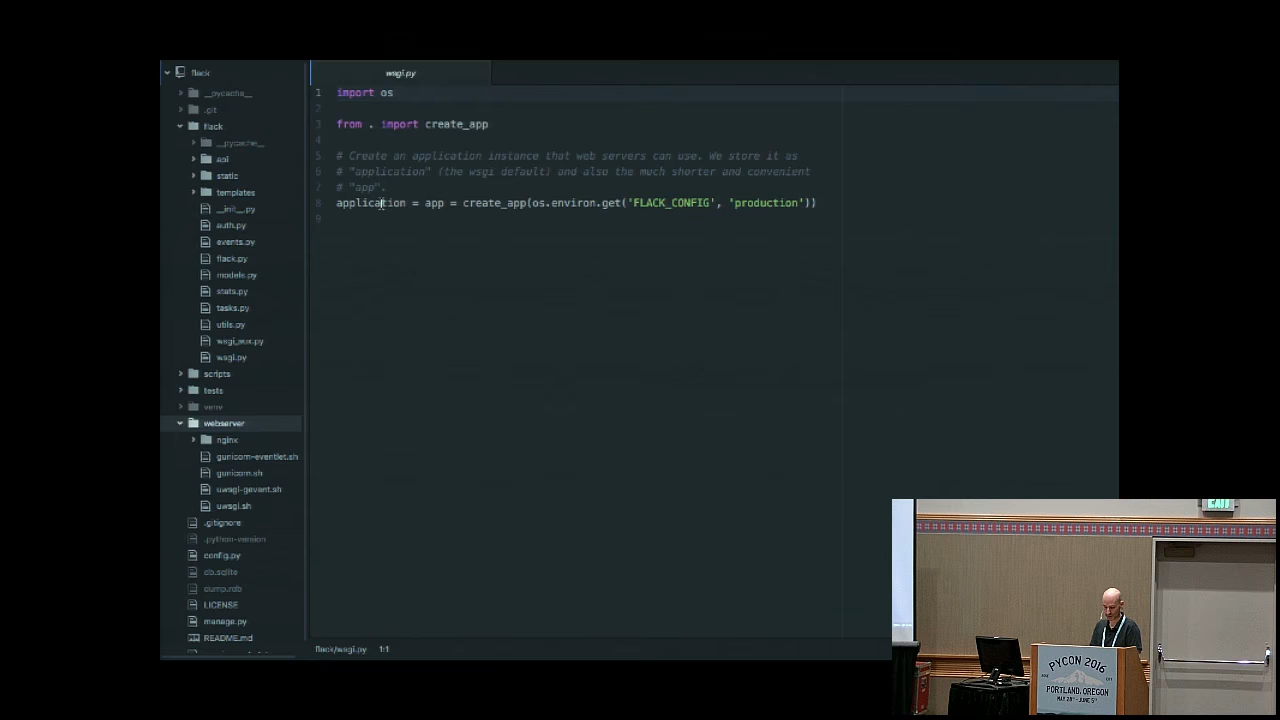 flack
__pycache__
.git
flack
__pycache__
api
static
templates
__init__.py
auth.py
events.py
flack.py
models.py
stats.py
tasks.py
utils.py
wsgi_aux.py
wsgi.py
scripts
tests
venv
webserver
nginx
gunicorn-eventlet.sh
gunicorn.sh
uwsgi-gevent.sh
uwsgi.sh
.gitignore
.python-version
config.py
db.sqlite
dump.rdb
LICENSE
manage.py
README.md
wsgi.py
1 import os
2
3 from . import create_app
4
5 # Create an application instance that web servers can use. We store it as
6 # "application" (the wsgi default) and also the much shorter and convenient
7 # "app".
8 application = app = create_app(os.environ.get('FLACK_CONFIG', 'production'))
9
flack/wsgi.py 1:1
EXIT
PYCON 2016
PORTLAND, OREGON
MAY 28TH - JUNE 5TH